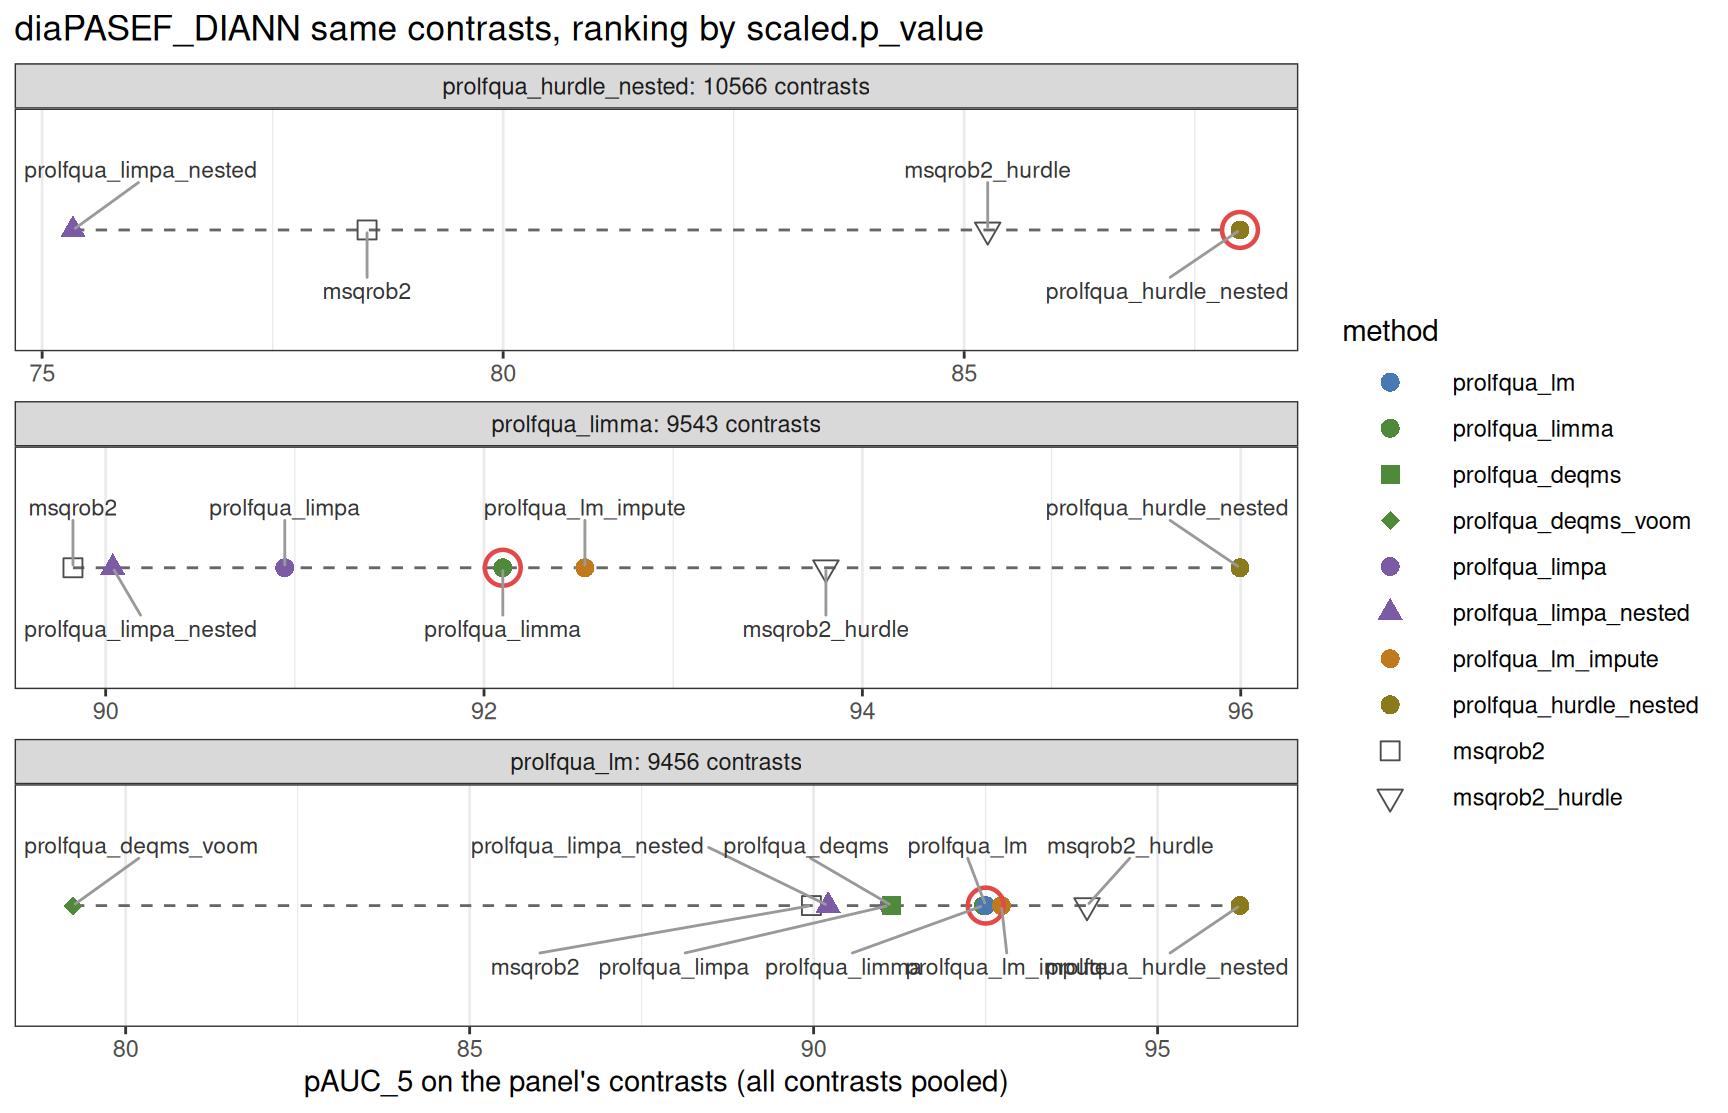 diaPASEF_DIANN same contrasts, ranking by scaled.p_value
prolfqua_hurdle_nested: 10566 contrasts
prolfqua_limpa_nested
msqrob2_hurdle
msqrob2
prolfqua_hurdle_nested
75
80
85
prolfqua_limma: 9543 contrasts
msqrob2
prolfqua_limpa
prolfqua_lm_impute
prolfqua_hurdle_nested
prolfqua_limpa_nested
prolfqua_limma
msqrob2_hurdle
90
92
94
96
prolfqua_lm: 9456 contrasts
prolfqua_deqms_voom
prolfqua_limpa_nested
prolfqua_deqms
prolfqua_lm
msqrob2_hurdle
msqrob2
prolfqua_limpa
prolfqua_limma
prolfqua_lm_impute
prolfqua_hurdle_nested
80
85
90
95
pAUC_5 on the panel's contrasts (all contrasts pooled)
method
prolfqua_lm
prolfqua_limma
prolfqua_deqms
prolfqua_deqms_voom
prolfqua_limpa
prolfqua_limpa_nested
prolfqua_lm_impute
prolfqua_hurdle_nested
msqrob2
msqrob2_hurdle